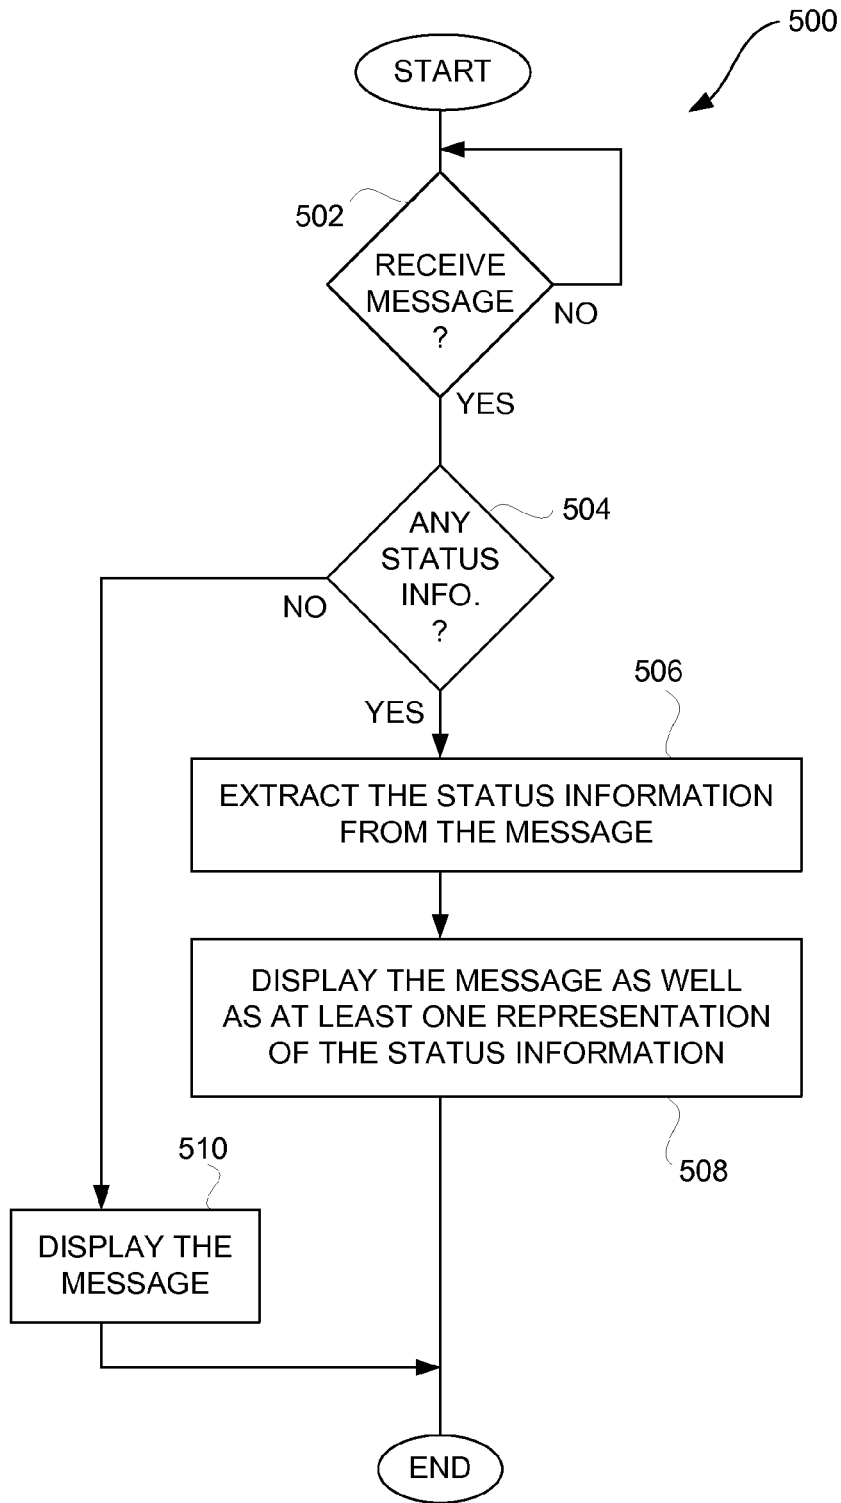 500
START
502
RECEIVE
MESSAGE
?
NO
YES
504
ANY
STATUS
INFO.
?
NO
YES
506
EXTRACT THE STATUS INFORMATION
FROM THE MESSAGE
DISPLAY THE MESSAGE AS WELL
AS AT LEAST ONE REPRESENTATION
OF THE STATUS INFORMATION
508
510
DISPLAY THE
MESSAGE
END